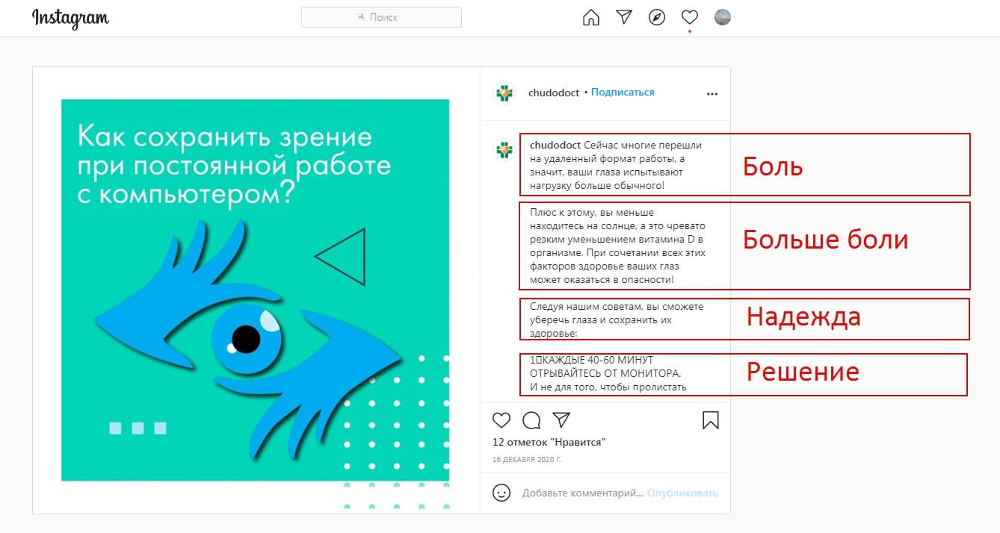 Instagram
Поиск
Как сохранить зрение
при постоянной работе
с компьютером?
chudodoct • Подписаться
chudodoct Сейчас многие перешли
на удаленный формат работы, а
значит, ваши глаза испытывают
нагрузку больше обычного!
Боль
Плюс к этому, вы меньше
находитесь на солнце, а это чревато
резким уменьшением витамина D в
организме. При сочетании всех этих
факторов здоровье ваших глаз
может оказаться в опасности!
Больше боли
Следуя нашим советам, вы сможете
уберечь глаза и сохранить их
здоровье:
Надежда
1КАЖДЫЕ 40-60 МИНУТ
ОТРЫВАЙТЕСЬ ОТ МОНИТОРА.
И не для того, чтобы пролистать
Решение
12 отметок "Нравится"
16 ДЕКАБРЯ 2020 Г.
Добавьте комментарий... Опубликовать